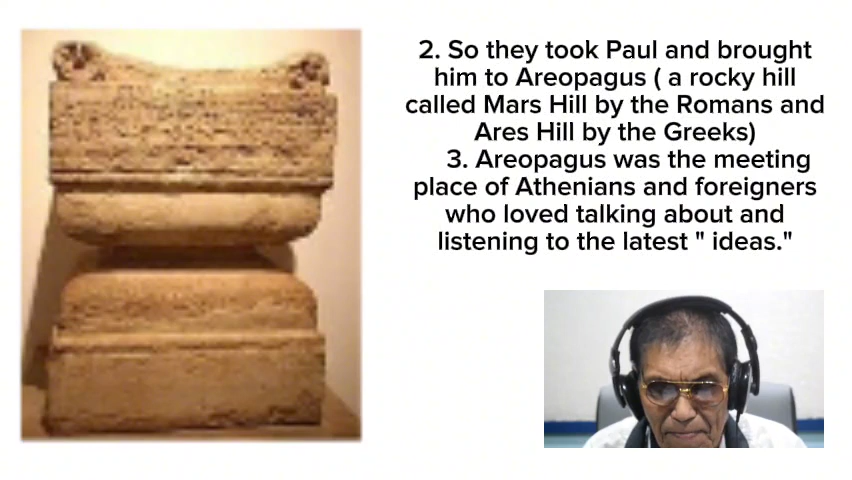 2. So they took Paul and brought
him to Areopagus ( a rocky hill
called Mars Hill by the Romans and
Ares Hill by the Greeks)
3. Areopagus was the meeting
place of Athenians and foreigners
who loved talking about and
listening to the latest " ideas."